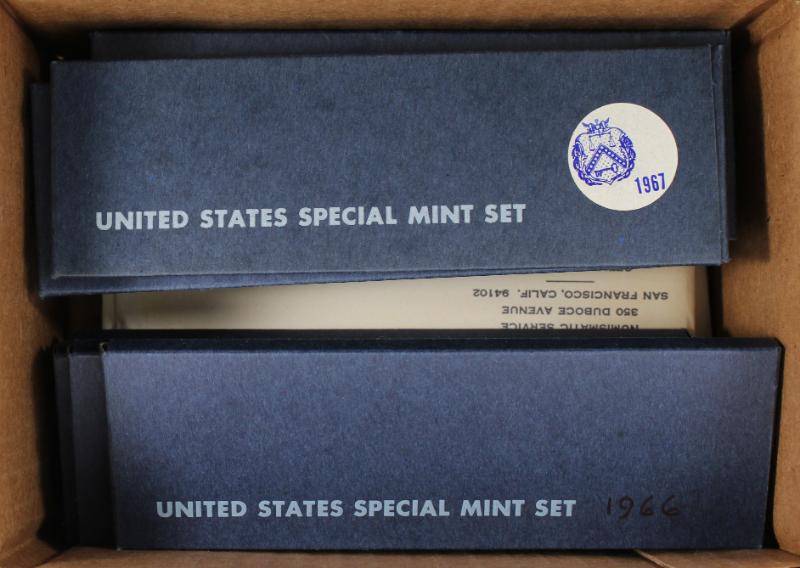 1967
UNITED STATES SPECIAL MINT SET
SAN FRANCISCO, CALIF. 94102
350 DUBOCE AVENUE
NUMISMATIC SERVICE
UNITED STATES SPECIAL MINT SET 1966